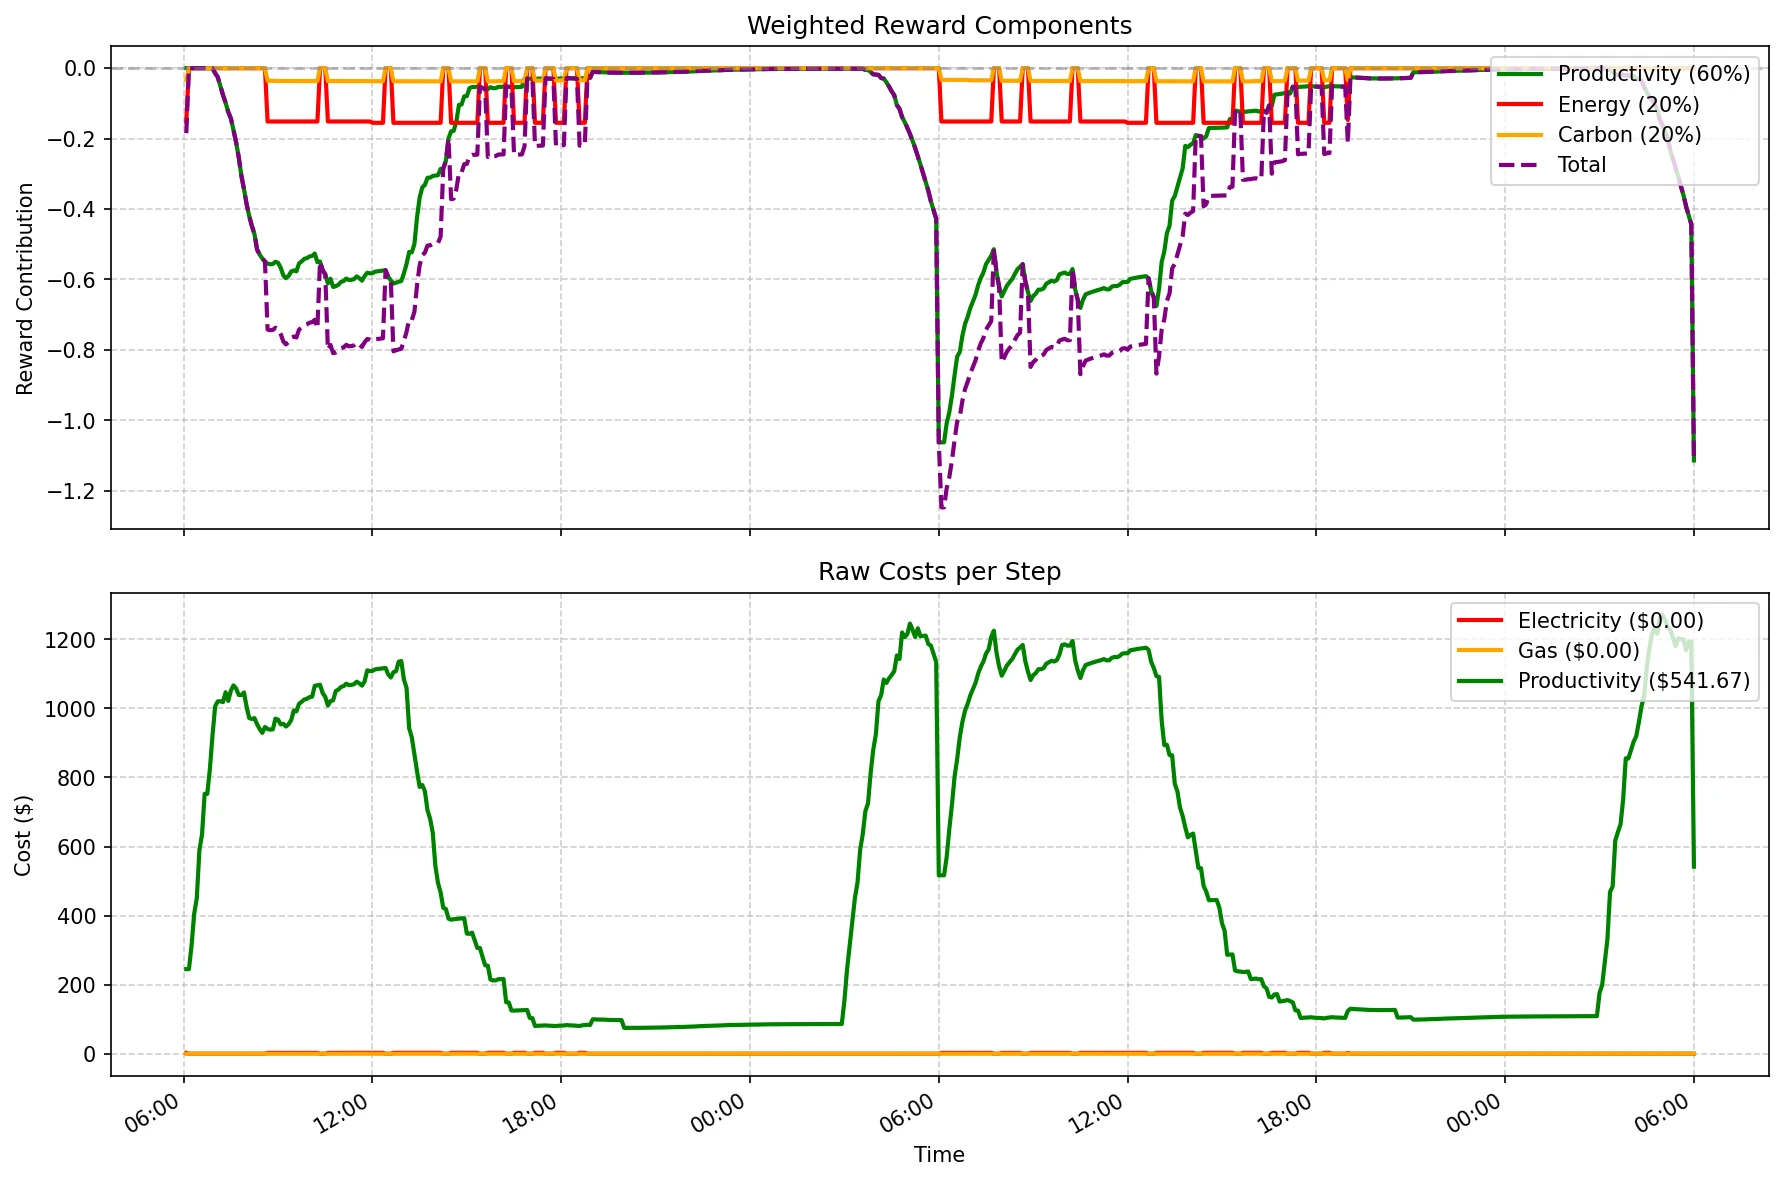 Weighted Reward Components
0.0
−0.2
−0.4
−0.6
−0.8
−1.0
−1.2
Reward Contribution
Productivity (60%)
Energy (20%)
Carbon (20%)
Total
Raw Costs per Step
1200
1000
800
600
400
200
0
Cost ($)
Electricity ($0.00)
Gas ($0.00)
Productivity ($541.67)
06:00
12:00
18:00
00:00
06:00
12:00
18:00
00:00
06:00
Time